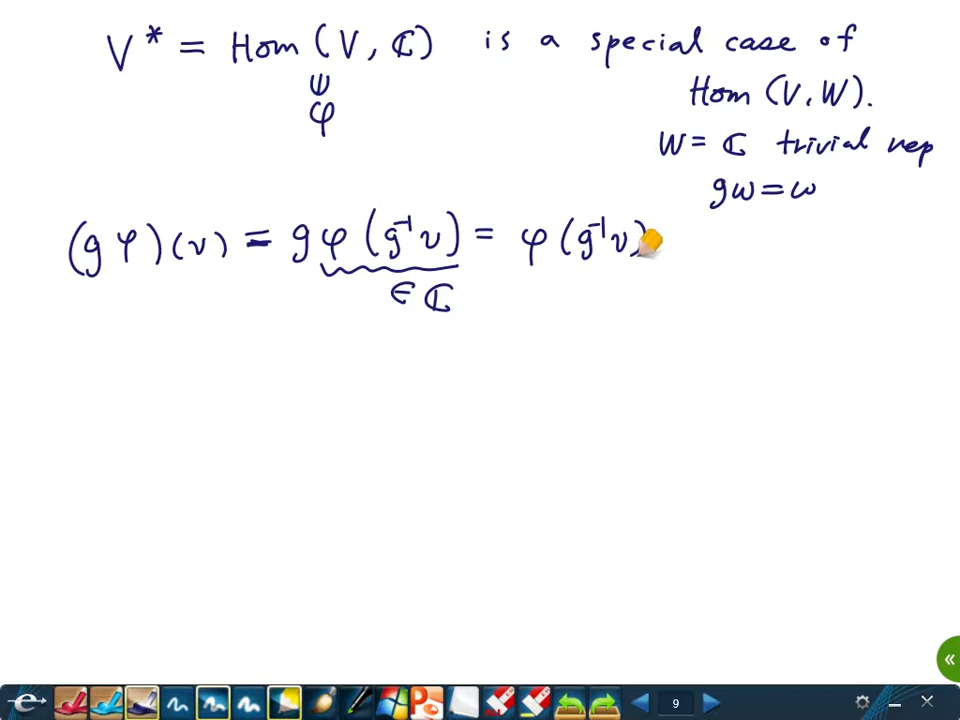 V* = Hom (V, ℂ) is a special case of
Hom (V, W).
ψ
φ
W = ℂ trivial rep
gw = w
(gφ)(v) = gφ(g⁻¹v) = φ(g⁻¹v)
∈ ℂ
9